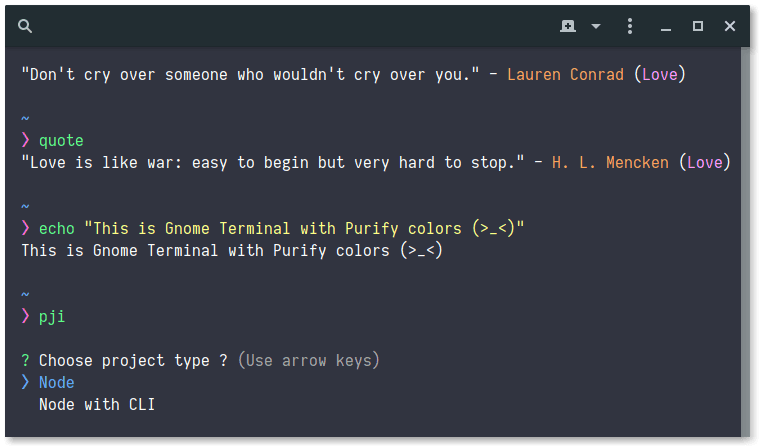 "Don't cry over someone who wouldn't cry over you." - Lauren Conrad (Love)
~
❯ quote
"Love is like war: easy to begin but very hard to stop." - H. L. Mencken (Love)
~
❯ echo "This is Gnome Terminal with Purify colors (>_<)"
This is Gnome Terminal with Purify colors (>_<)
~
❯ pji
? Choose project type ? (Use arrow keys)
❯ Node
Node with CLI